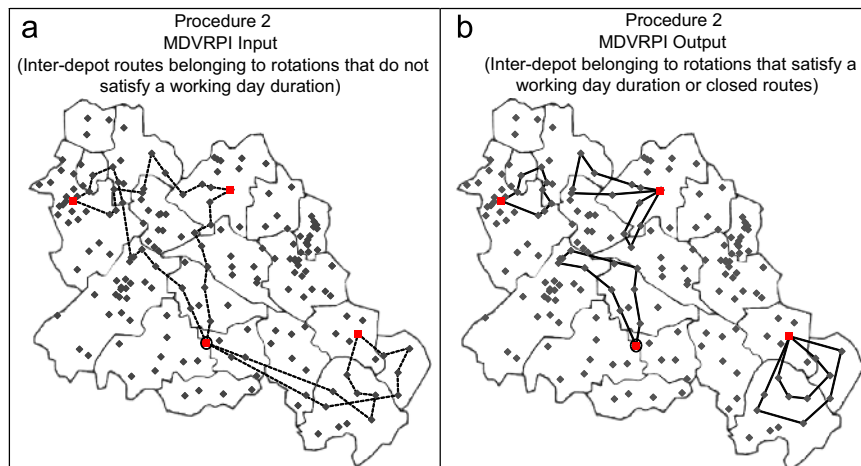 a
Procedure 2
MDVRPI Input
(Inter-depot routes belonging to rotations that do not
satisfy a working day duration)
b
Procedure 2
MDVRPI Output
(Inter-depot belonging to rotations that satisfy a
working day duration or closed routes)